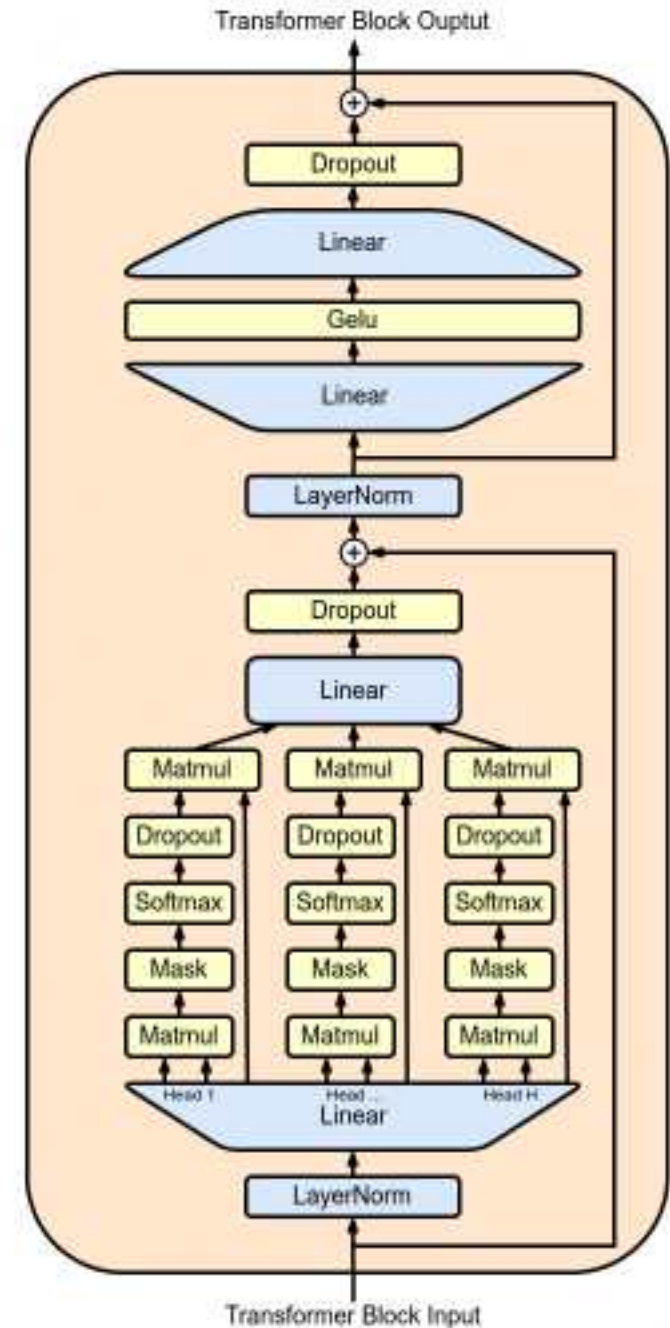 Transformer Block Ouptut
+
Dropout
Linear
Gelu
Linear
LayerNorm
+
Dropout
Linear
Matmul Matmul Matmul
Dropout Dropout Dropout
Softmax Softmax Softmax
Mask Mask Mask
Matmul Matmul Matmul
Head 1 Head ... Head H
Linear
LayerNorm
Transformer Block Input